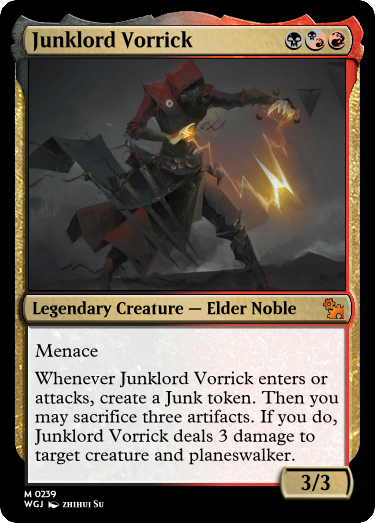 Junklord Vorrick
Legendary Creature — Elder Noble
Menace
Whenever Junklord Vorrick enters or
attacks, create a Junk token. Then you
may sacrifice three artifacts. If you do,
Junklord Vorrick deals 3 damage to
target creature and planeswalker.
3/3
M 0239
WGJ ZHIHUI SU